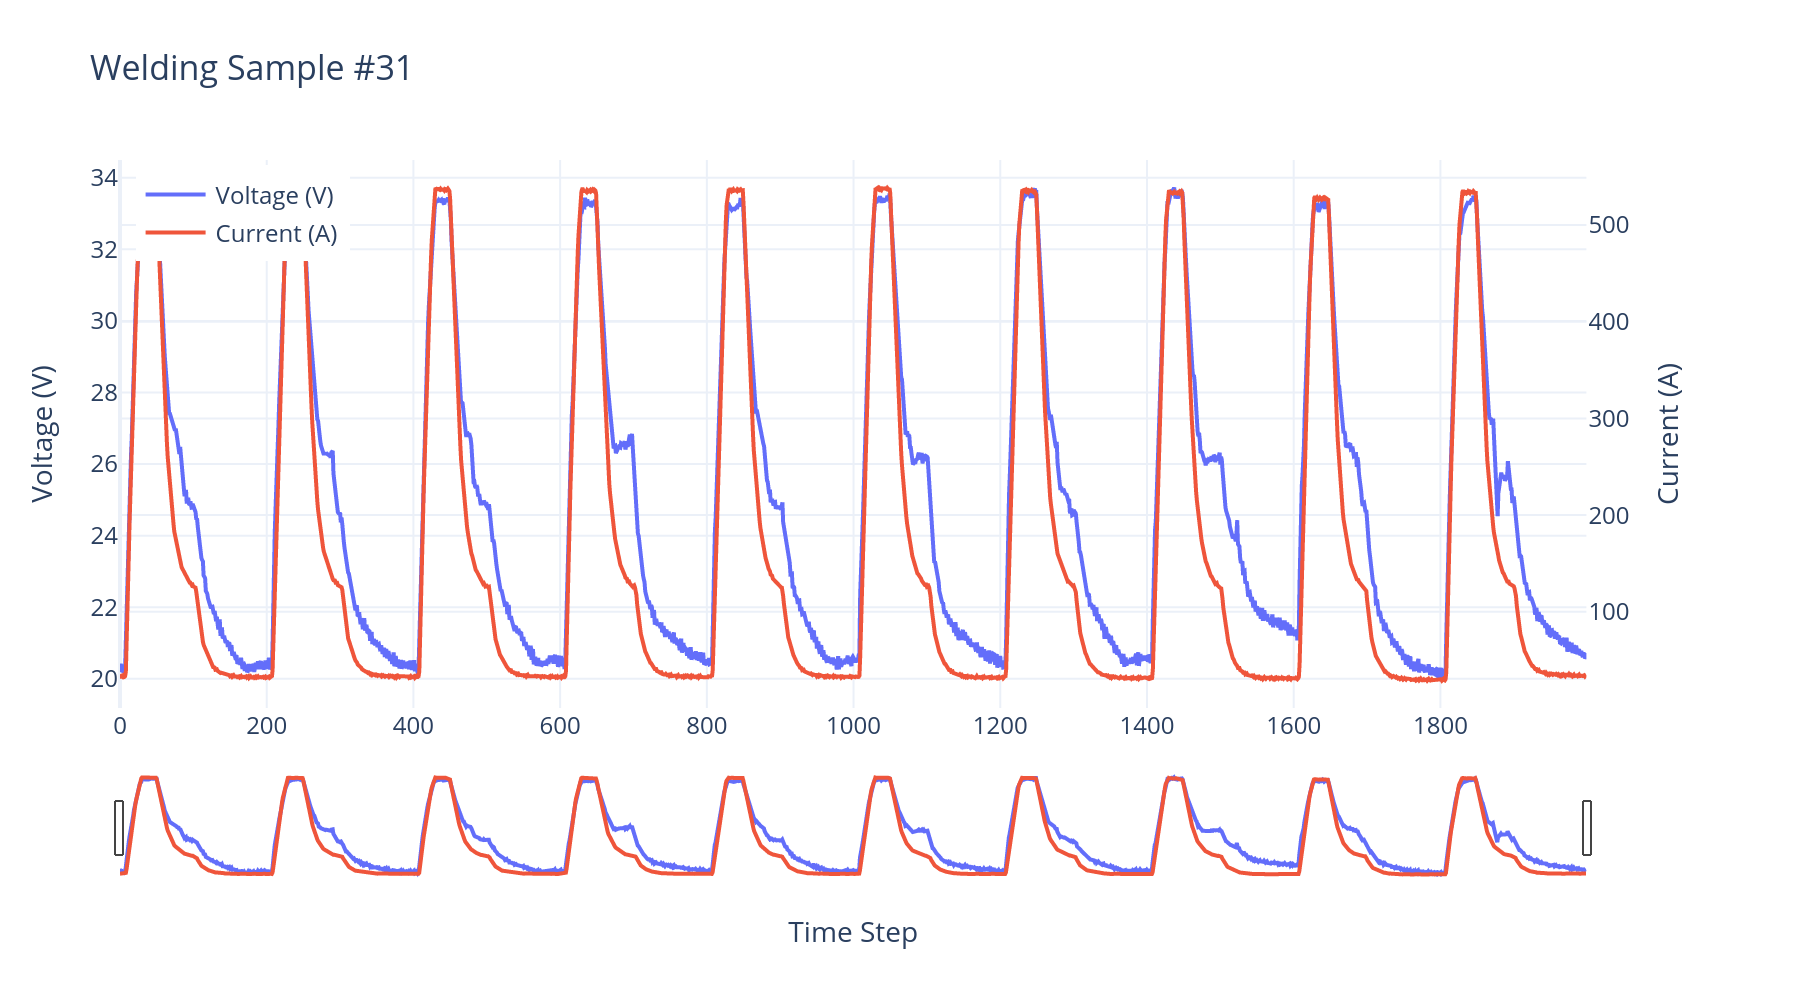 Welding Sample #31
Voltage (V)
Current (A)
34
32
30
28
26
24
22
20
Voltage (V)
500
400
300
200
100
Current (A)
0 200 400 600 800 1000 1200 1400 1600 1800
Time Step